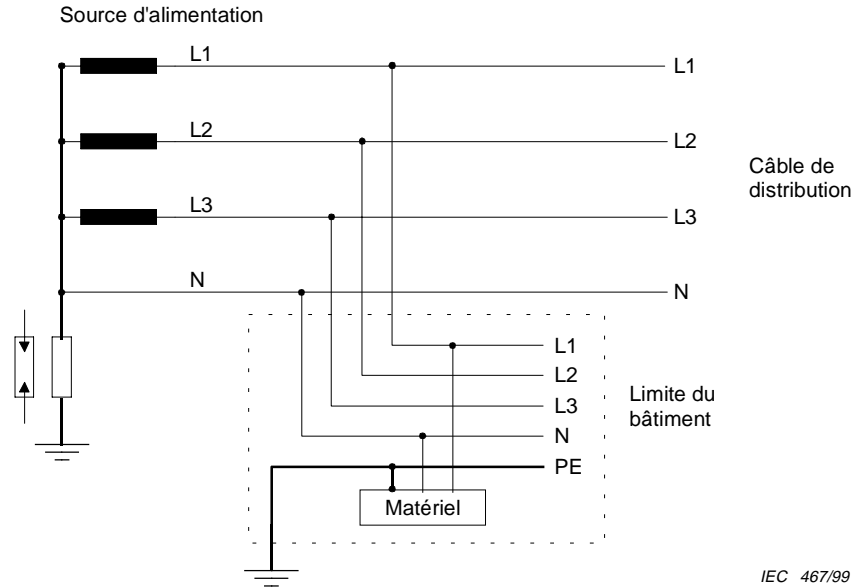 Source d'alimentation
L1
L1
L2
L2
Câble de
distribution
L3
L3
N
N
L1
L2
Limite du
bâtiment
L3
N
PE
Matériel
IEC 467/99